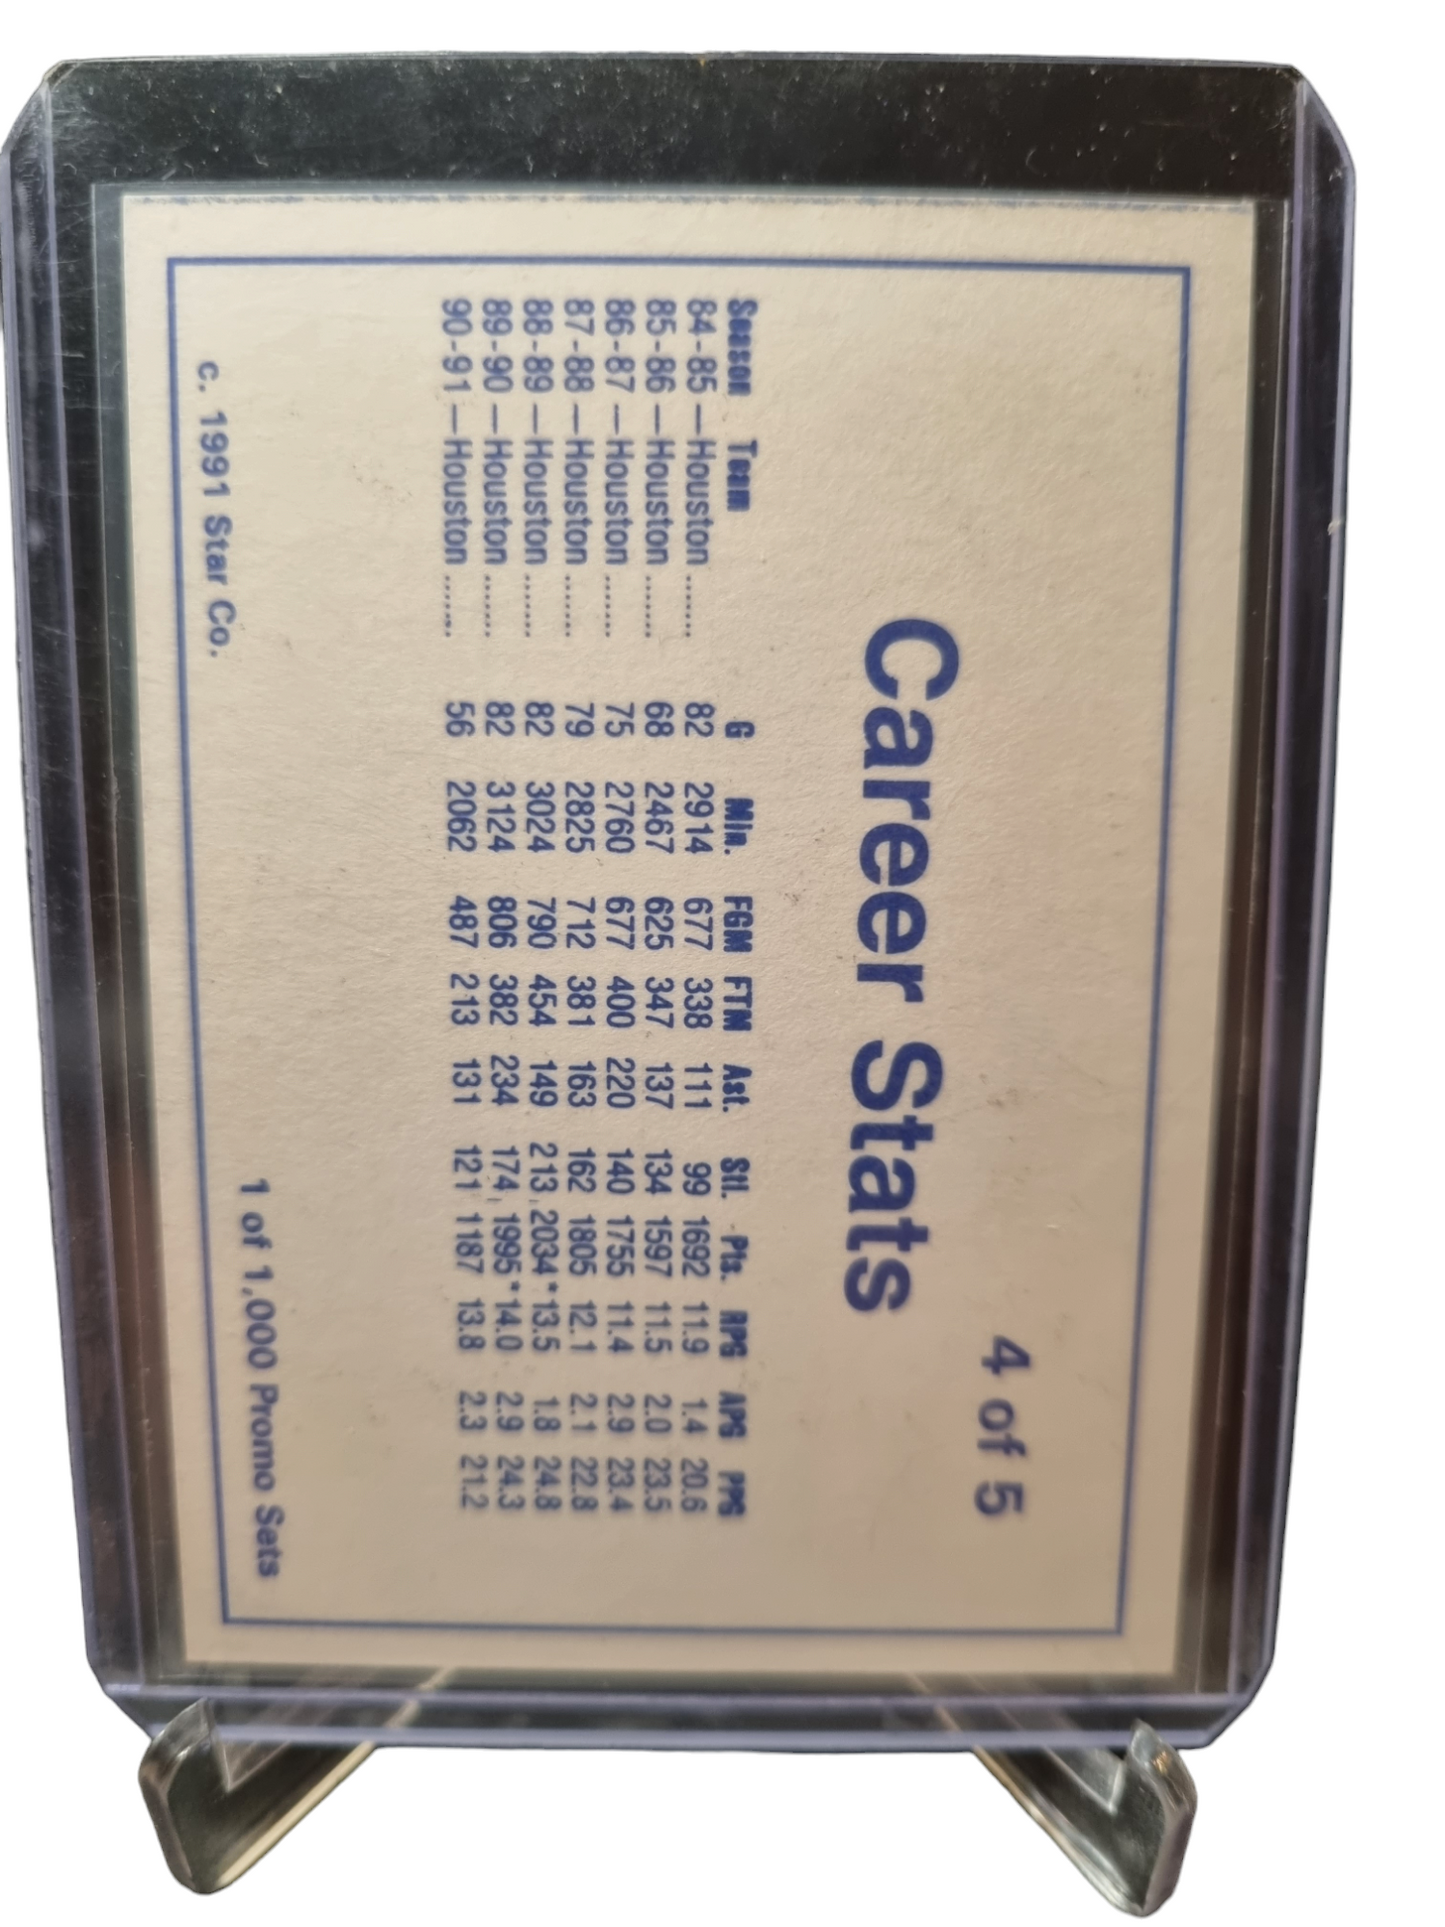 4 of 5
Career Stats
Season Team G Min. FGM FTM Ast. Stl. Pts. RPG APG PPG
84-85—Houston ...... 82 2914 677 338 111 99 1692 11.9 1.4 20.6
85-86—Houston ...... 68 2467 625 347 137 134 1597 11.5 2.0 23.5
86-87—Houston ...... 75 2760 677 400 220 140 1755 11.4 2.9 23.4
87-88—Houston ...... 79 2825 712 381 163 162 1805 12.1 2.1 22.8
88-89—Houston ...... 82 3024 790 454 149 213 2034* 13.5 1.8 24.8
89-90—Houston ...... 82 3124 806 382 234 174 1995* 14.0 2.9 24.3
90-91—Houston ...... 56 2062 487 213 131 121 1187 13.8 2.3 21.2
c. 1991 Star Co. 1 of 1,000 Promo Sets